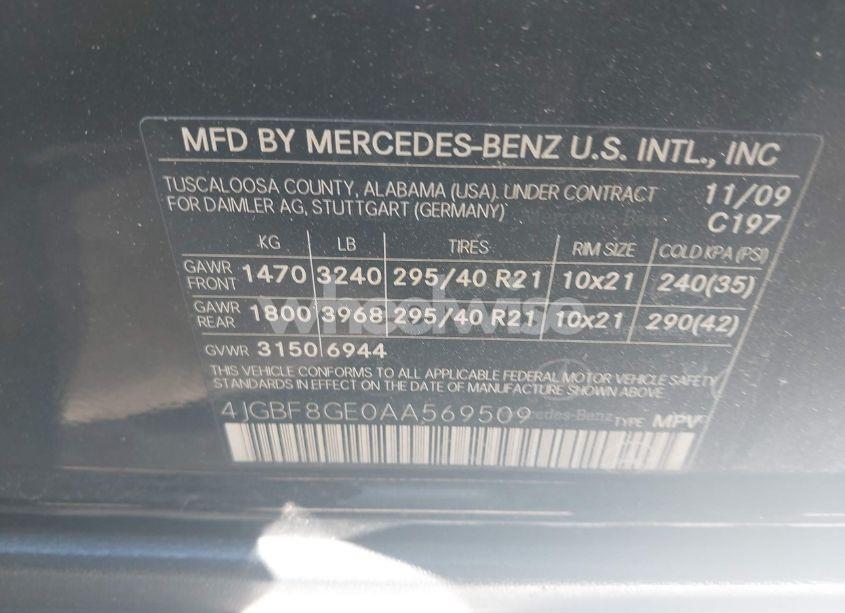 MFD BY MERCEDES-BENZ U.S. INTL., INC
TUSCALOOSA COUNTY, ALABAMA (USA). UNDER CONTRACT 11/09
FOR DAIMLER AG, STUTTGART (GERMANY) C197
KG LB TIRES RIM SIZE COLD KPA (PSI)
GAWR FRONT 1470 3240 295/40 R21 10x21 240(35)
GAWR REAR 1800 3968 295/40 R21 10x21 290(42)
wheelwise
GVWR 3150 6944
THIS VEHICLE CONFORMS TO ALL APPLICABLE FEDERAL MOTOR VEHICLE SAFETY
STANDARDS IN EFFECT ON THE DATE OF MANUFACTURE SHOWN ABOVE.
4JGBF8GE0AA569509 TYPE MPV